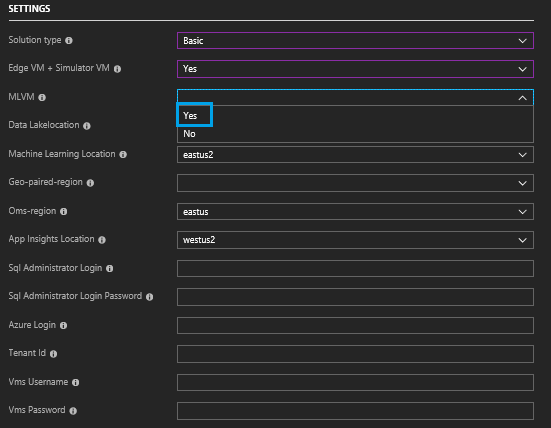 SETTINGS
Solution type Basic
Edge VM + Simulator VM Yes
MLVM
Yes
Data Lakelocation
No
Machine Learning Location eastus2
Geo-paired-region
Oms-region eastus
App Insights Location westus2
Sql Administrator Login
Sql Administrator Login Password
Azure Login
Tenant Id
Vms Username
Vms Password